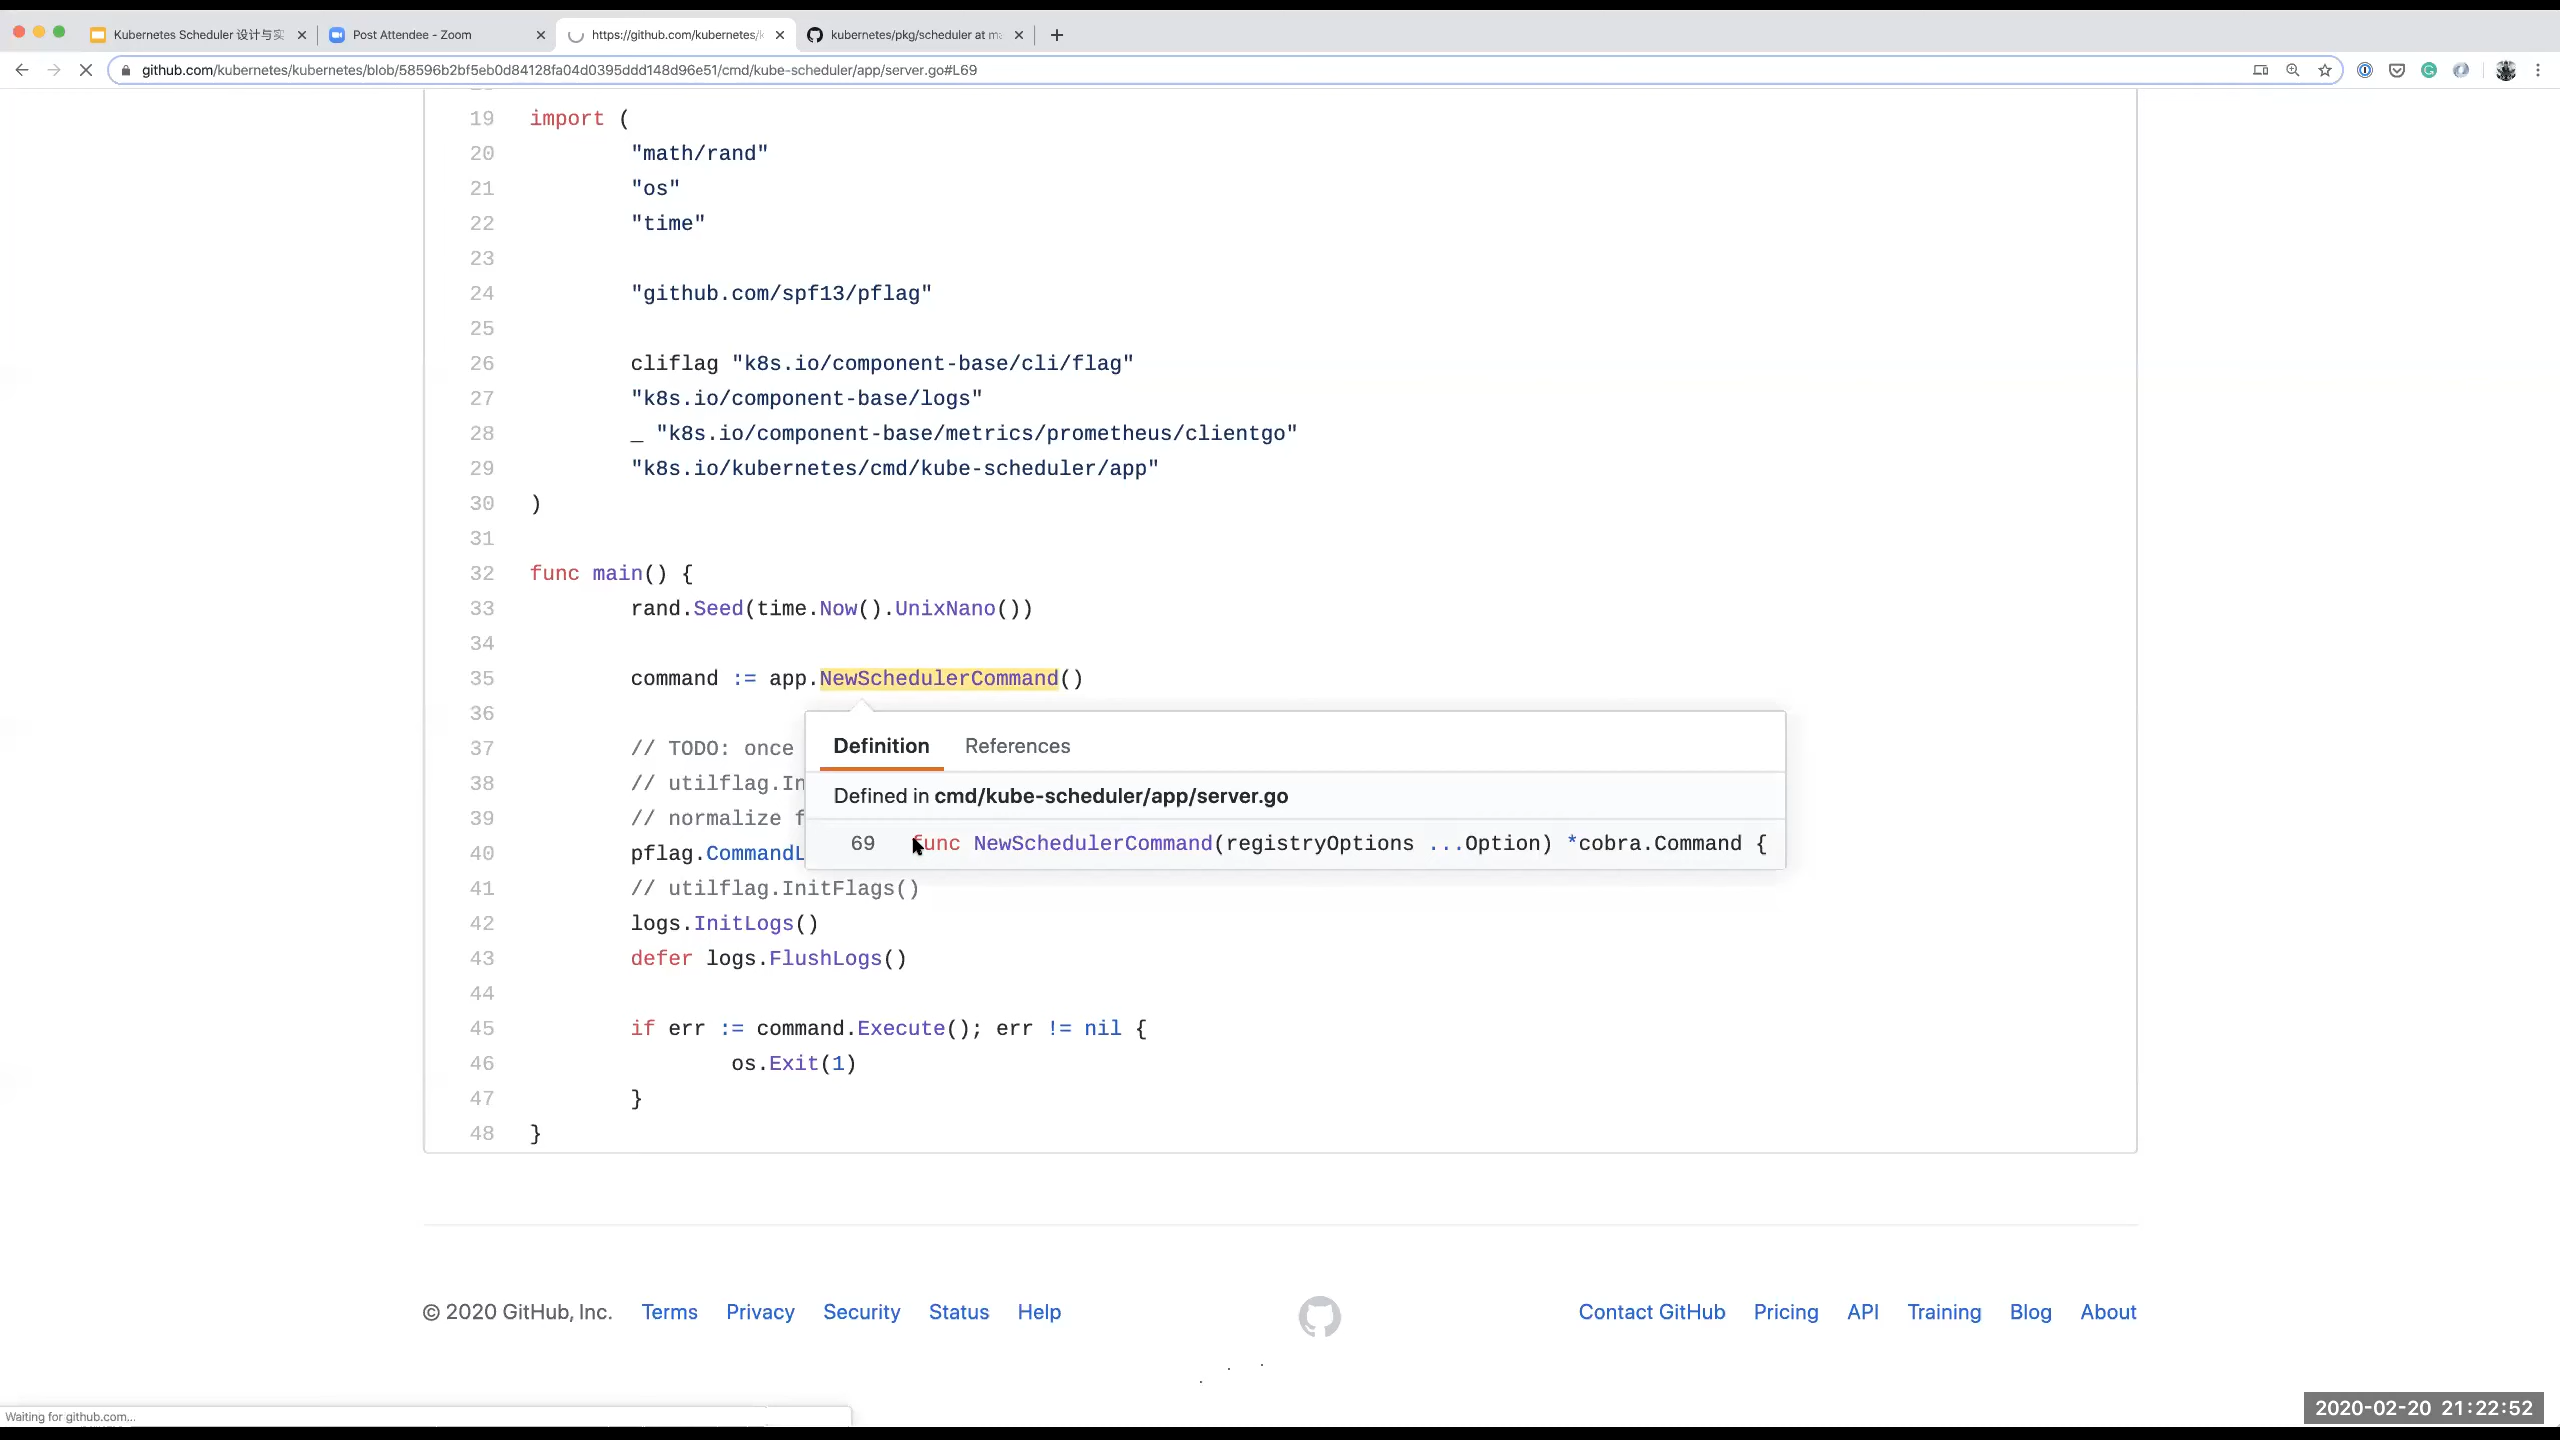 Kubernetes Scheduler 设计与实
Post Attendee - Zoom
https://github.com/kubernetes/k
kubernetes/pkg/scheduler at ma
github.com/kubernetes/kubernetes/blob/58596b2bf5eb0d84128fa04d0395ddd148d96e51/cmd/kube-scheduler/app/server.go#L69
19 import (
20 "math/rand"
21 "os"
22 "time"
23
24 "github.com/spf13/pflag"
25
26 cliflag "k8s.io/component-base/cli/flag"
27 "k8s.io/component-base/logs"
28 _ "k8s.io/component-base/metrics/prometheus/clientgo"
29 "k8s.io/kubernetes/cmd/kube-scheduler/app"
30 )
31
32 func main() {
33 rand.Seed(time.Now().UnixNano())
34
35 command := app.NewSchedulerCommand()
36
Definition References
37 // TODO: once
38 // utilflag.In
Defined in cmd/kube-scheduler/app/server.go
39 // normalize f
69 func NewSchedulerCommand(registryOptions ...Option) *cobra.Command {
40 pflag.CommandL
41 // utilflag.InitFlags()
42 logs.InitLogs()
43 defer logs.FlushLogs()
44
45 if err := command.Execute(); err != nil {
46 os.Exit(1)
47 }
48 }
© 2020 GitHub, Inc. Terms Privacy Security Status Help Contact GitHub Pricing API Training Blog About
Waiting for github.com...
2020-02-20 21:22:52